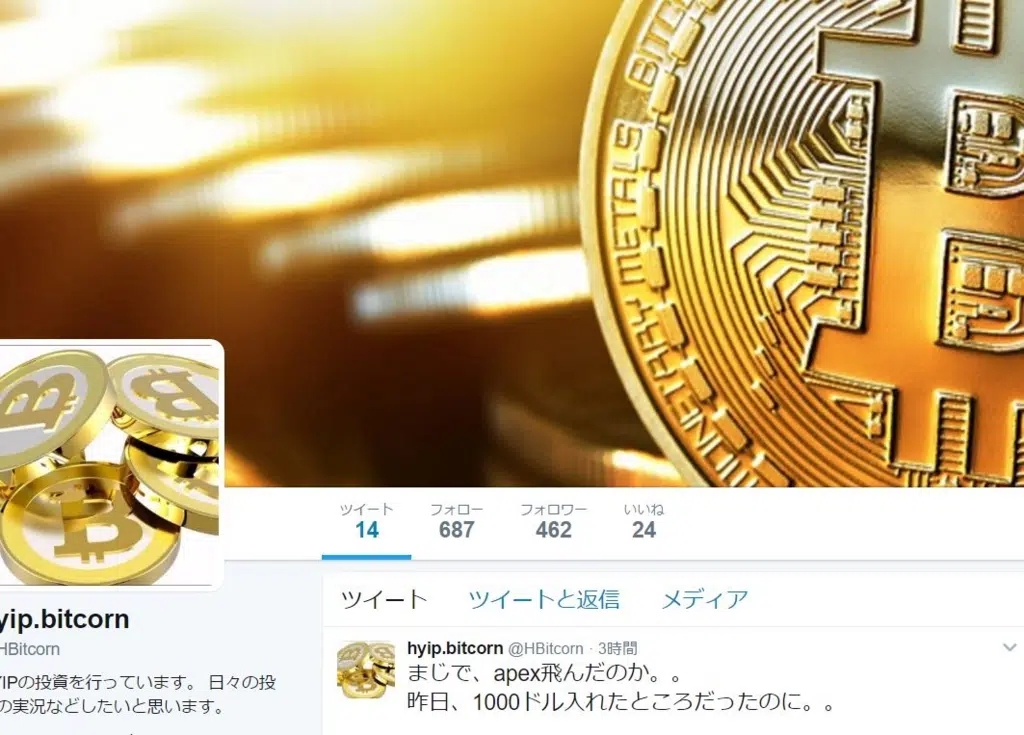 ツイート フォロー フォロワー いいね
14 687 462 24
ツイート ツイートと返信 メディア
yip.bitcorn
HBitcorn
YIPの投資を行っています。 日々の投
の実況などしたいと思います。
hyip.bitcorn @HBitcorn · 3時間
まじで、apex飛んだのか。。
昨日、1000ドル入れたところだったのに。。